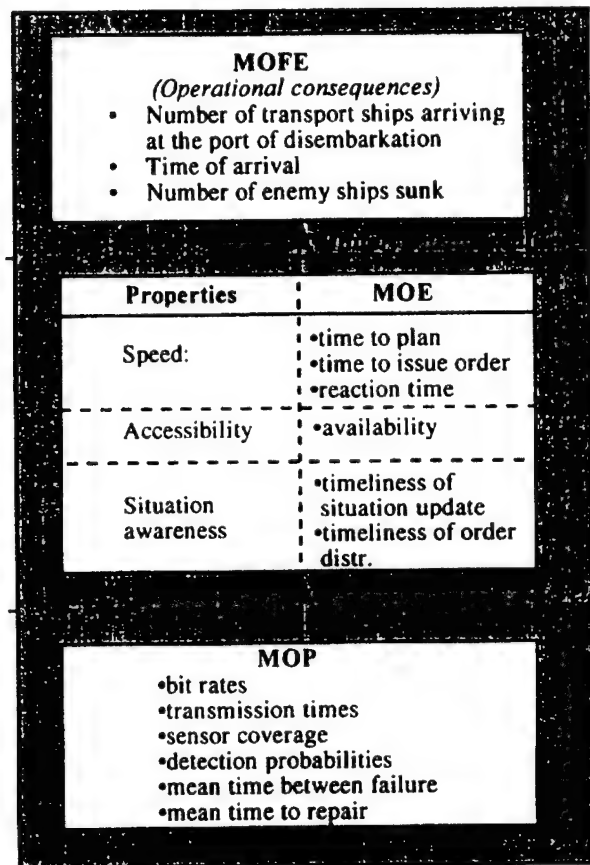 MOFE
(Operational consequences)
• Number of transport ships arriving
at the port of disembarkation
• Time of arrival
• Number of enemy ships sunk
Properties MOE
Speed: •time to plan
•time to issue order
•reaction time
Accessibility •availability
Situation awareness •timeliness of
situation update
•timeliness of order
distr.
MOP
•bit rates
•transmission times
•sensor coverage
•detection probabilities
•mean time between failure
•mean time to repair